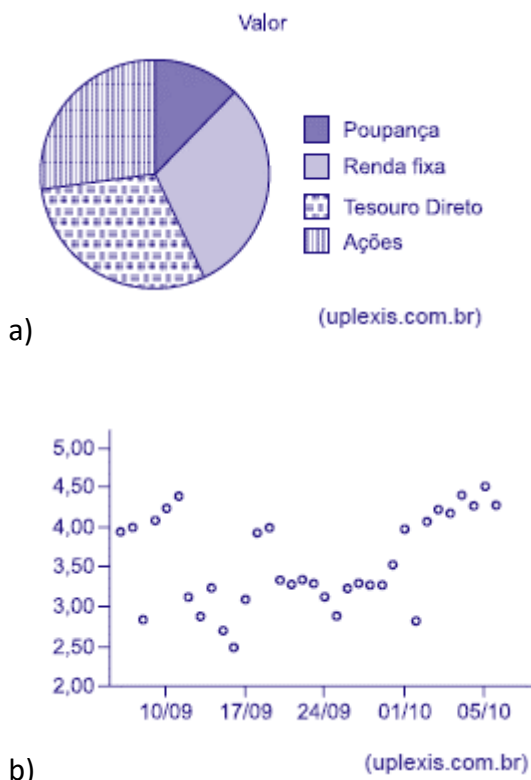 Valor
Poupança
Renda fixa
Tesouro Direto
Ações
(uplexis.com.br)
a)
5,00
4,50
4,00
3,50
3,00
2,50
2,00
10/09 17/09 24/09 01/10 05/10
(uplexis.com.br)
b)